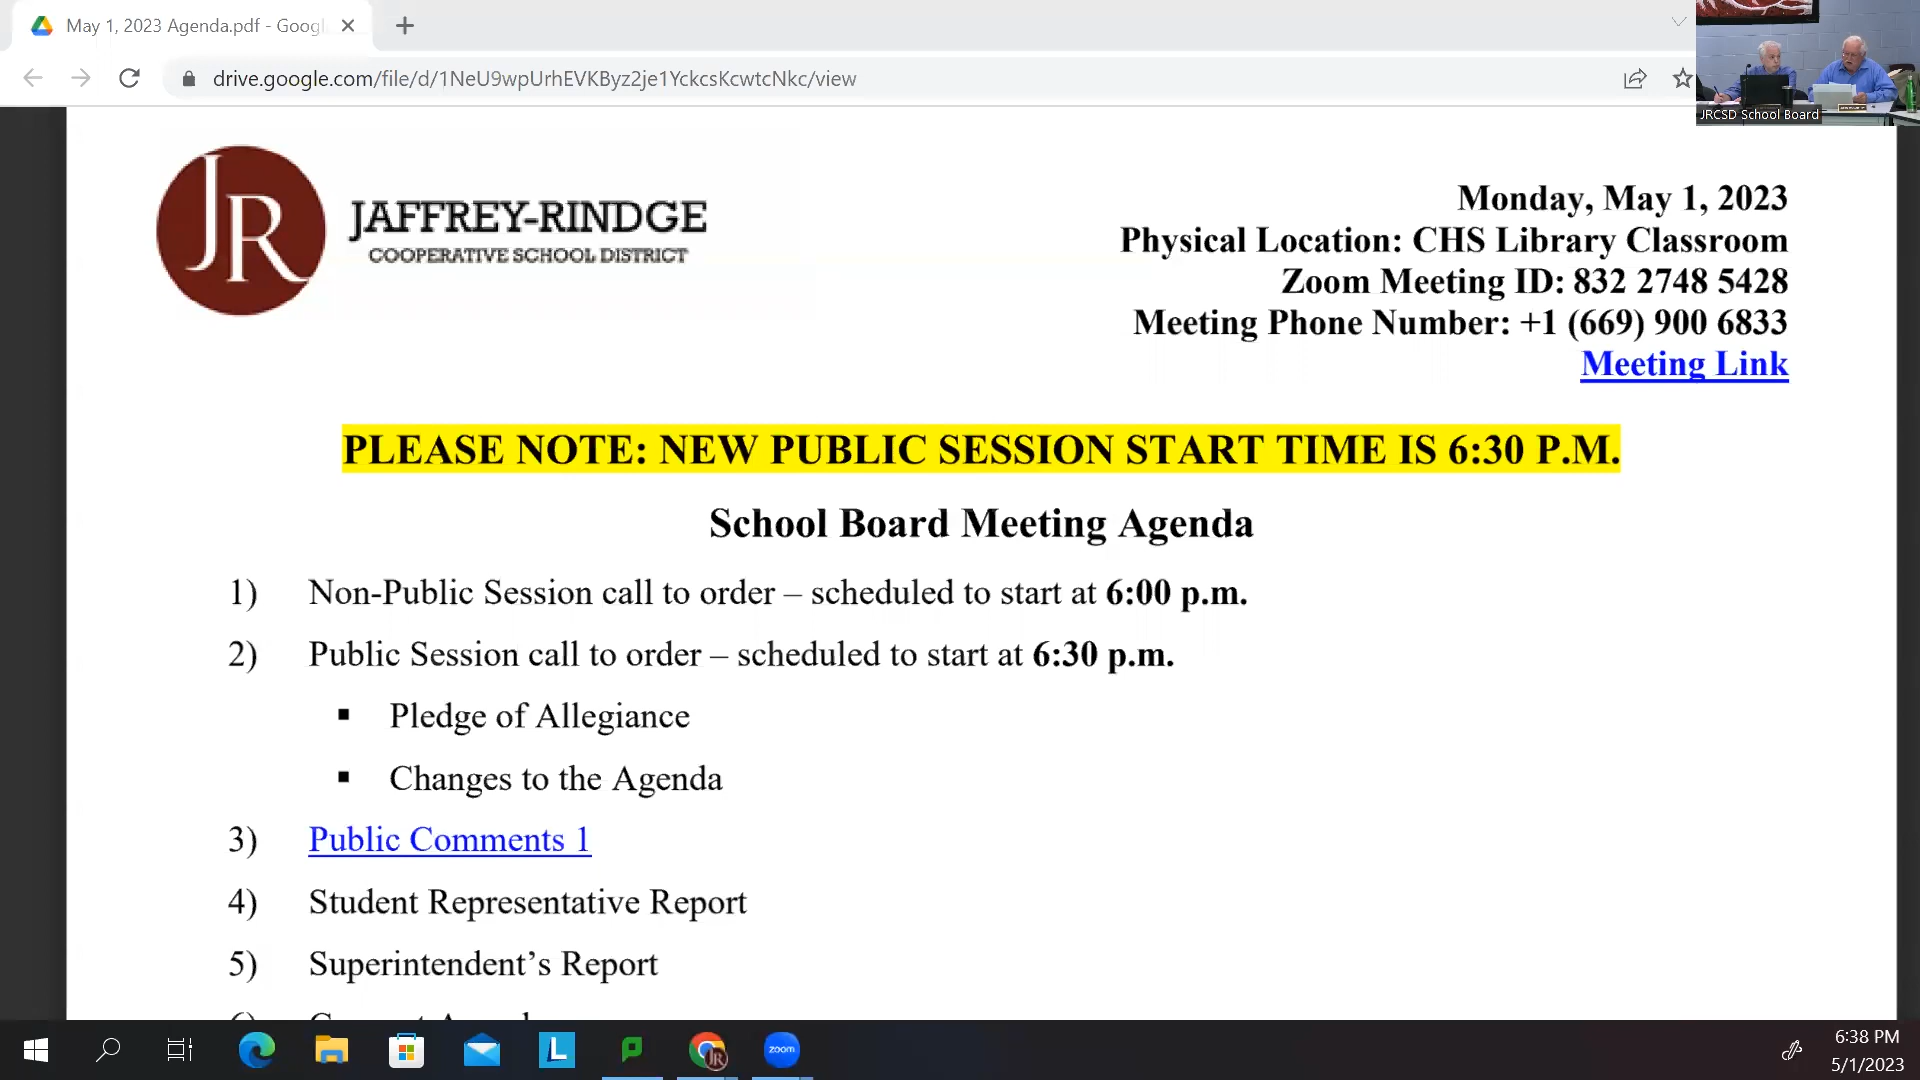 May 1, 2023 Agenda.pdf - Googl
drive.google.com/file/d/1NeU9wpUrhEVKByz2je1YckcsKcwtcNkc/view
JRCSD School Board
JR
JAFFREY-RINDGE
COOPERATIVE SCHOOL DISTRICT
Monday, May 1, 2023
Physical Location: CHS Library Classroom
Zoom Meeting ID: 832 2748 5428
Meeting Phone Number: +1 (669) 900 6833
Meeting Link
PLEASE NOTE: NEW PUBLIC SESSION START TIME IS 6:30 P.M.
School Board Meeting Agenda
1) Non-Public Session call to order – scheduled to start at 6:00 p.m.
2) Public Session call to order – scheduled to start at 6:30 p.m.
▪ Pledge of Allegiance
▪ Changes to the Agenda
3) Public Comments 1
4) Student Representative Report
5) Superintendent’s Report
L
JR
zoom
6:38 PM
5/1/2023